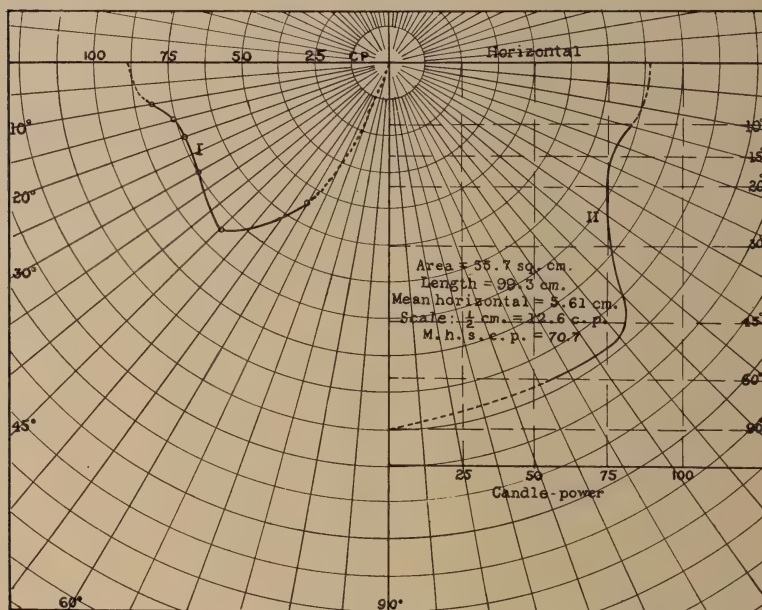 100 75 50 25 C P Horizontal
10° 10°
15°
I
20° 20°
II
30° 30°
Area = 55.7 sq. cm.
Length = 99.3 cm.
Mean horizontal = 5.61 cm.
Scale: ½ cm. = 12.6 c.p.
M.h.s.c.p. = 70.7
45° 45°
60°
90°
25 50 75 100
Candle-power
60° 90°